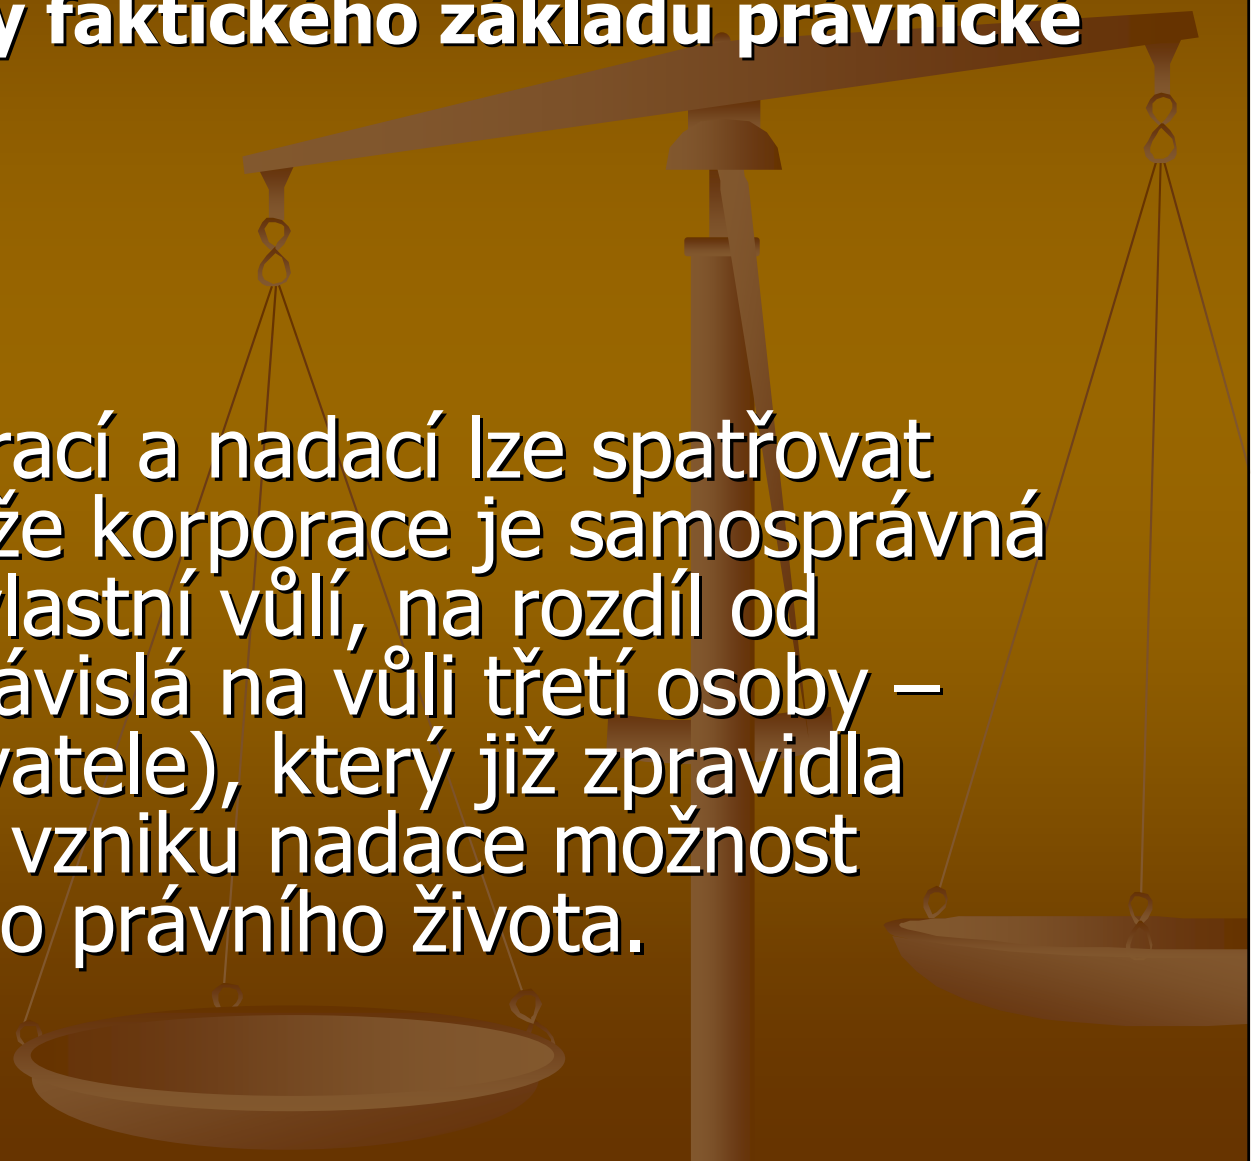 y faktického základu právnické
rací a nadací lze spatřovat
že korporace je samosprávná
vlastní vůlí, na rozdíl od
ávislá na vůli třetí osoby –
vatele), který již zpravidla
vzniku nadace možnost
o právního života.